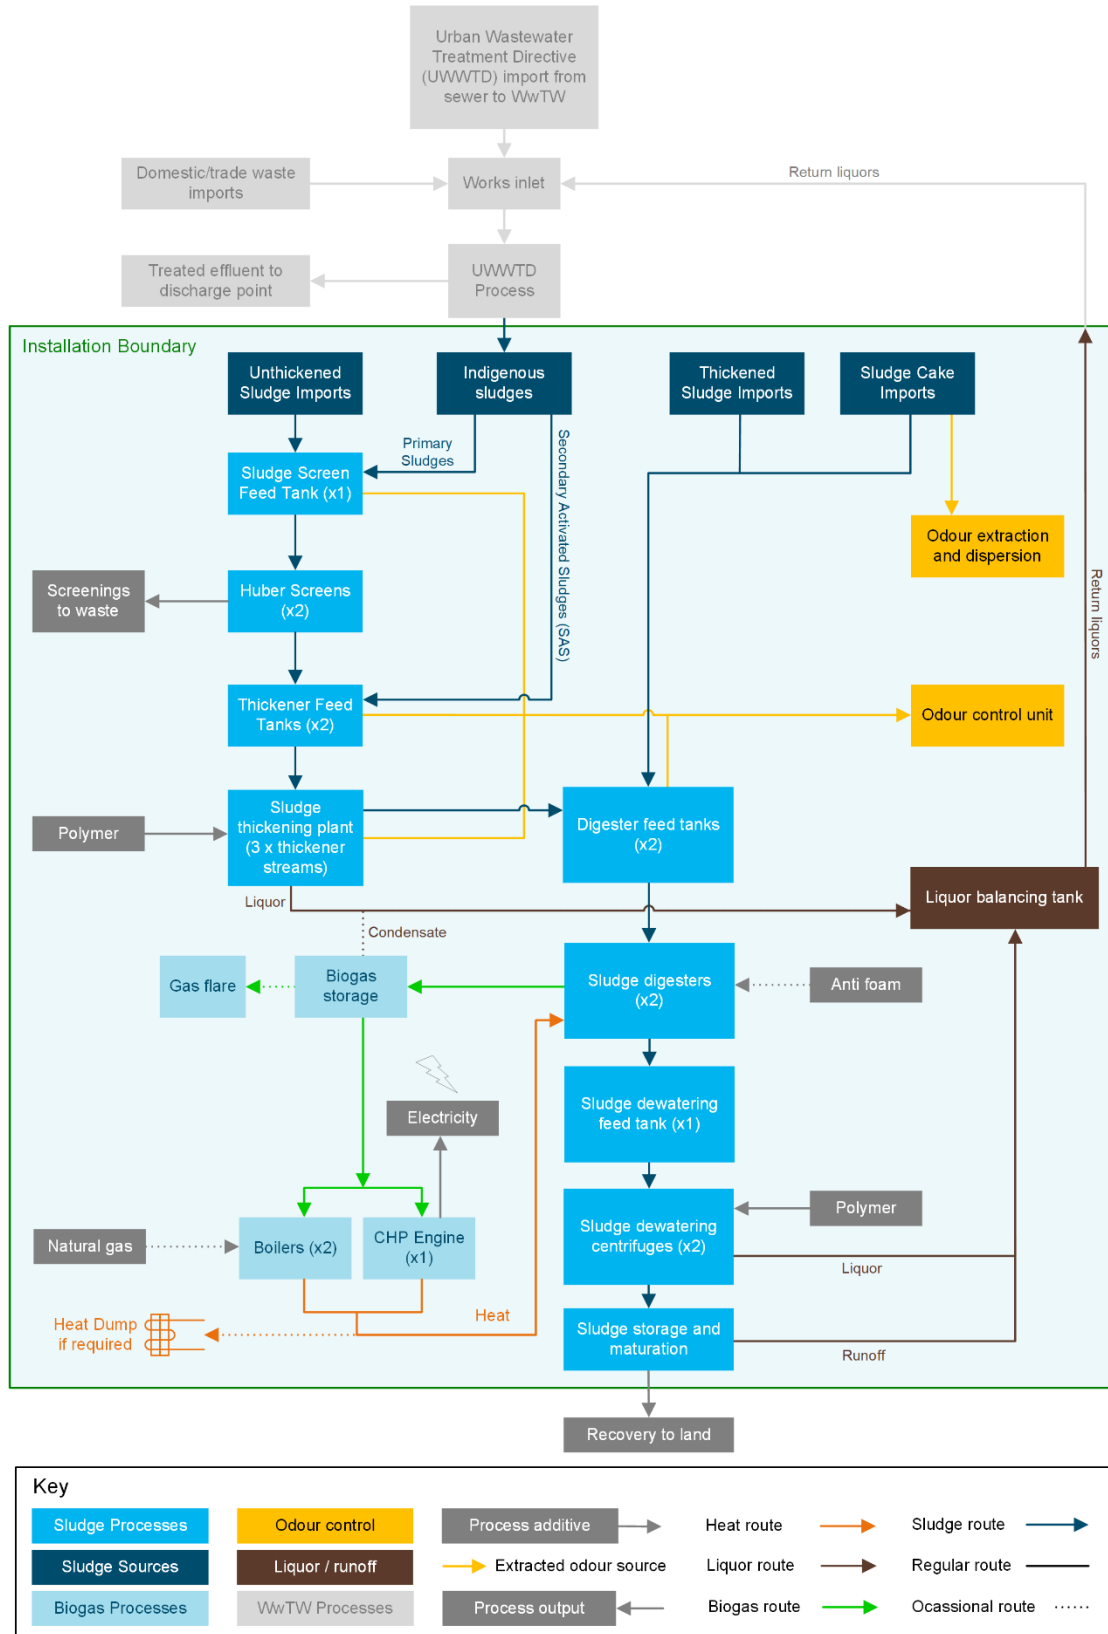 Urban Wastewater
Treatment Directive
(UWWTD) import from
sewer to WwTW
Domestic/trade waste
imports
Works inlet
Return liquors
Treated effluent to
discharge point
UWWTD
Process
Installation Boundary
Unthickened
Sludge Imports
Indigenous
sludges
Thickened
Sludge Imports
Sludge Cake
Imports
Primary
Sludges
Secondary Activated Sludges (SAS)
Sludge Screen
Feed Tank (x1)
Odour extraction
and dispersion
Return liquors
Screenings
to waste
Huber Screens
(x2)
Thickener Feed
Tanks (x2)
Odour control unit
Polymer
Sludge
thickening plant
(3 x thickener
streams)
Digester feed tanks
(x2)
Liquor
Liquor balancing tank
Condensate
Gas flare
Biogas
storage
Sludge digesters
(x2)
Anti foam
Electricity
Sludge dewatering
feed tank (x1)
Natural gas
Boilers (x2)
CHP Engine
(x1)
Sludge dewatering
centrifuges (x2)
Polymer
Liquor
Heat Dump
if required
Heat
Sludge storage and
maturation
Runoff
Recovery to land
Key
Sludge Processes
Odour control
Process additive
Heat route
Sludge route
Sludge Sources
Liquor / runoff
Extracted odour source
Liquor route
Regular route
Biogas Processes
WwTW Processes
Process output
Biogas route
Ocassional route